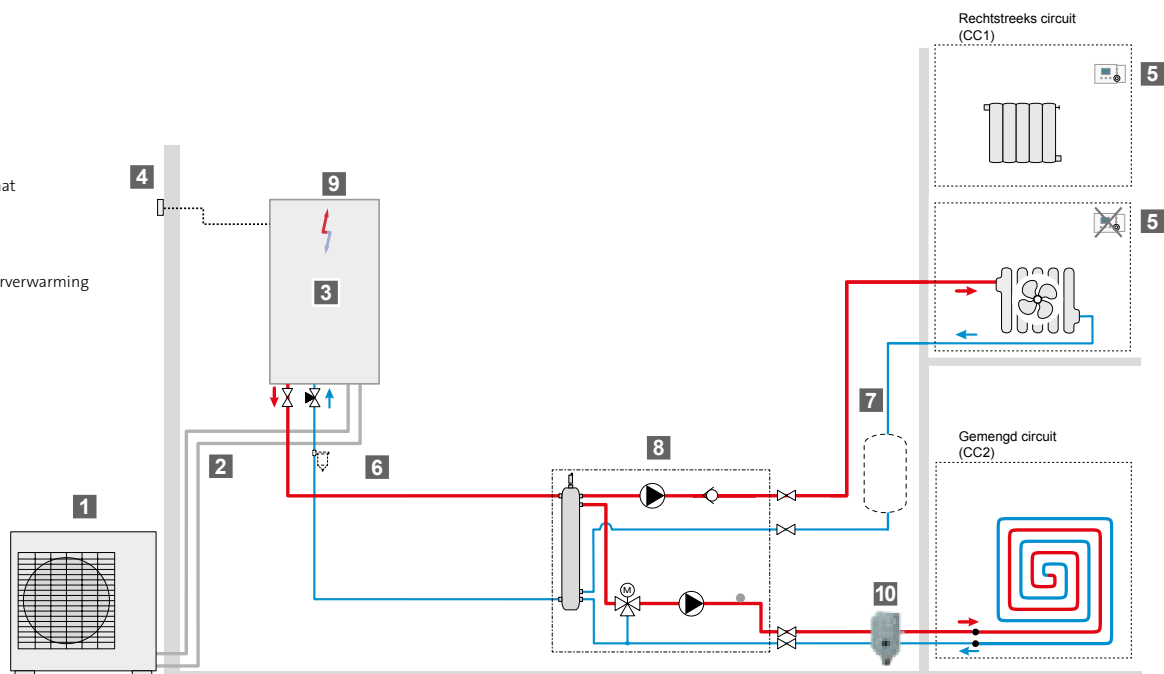 Rechtstreeks circuit
(CC1)
5
4
9
at
5
rverwarming
3
7
8
Gemengd circuit
(CC2)
2
6
1
M
10